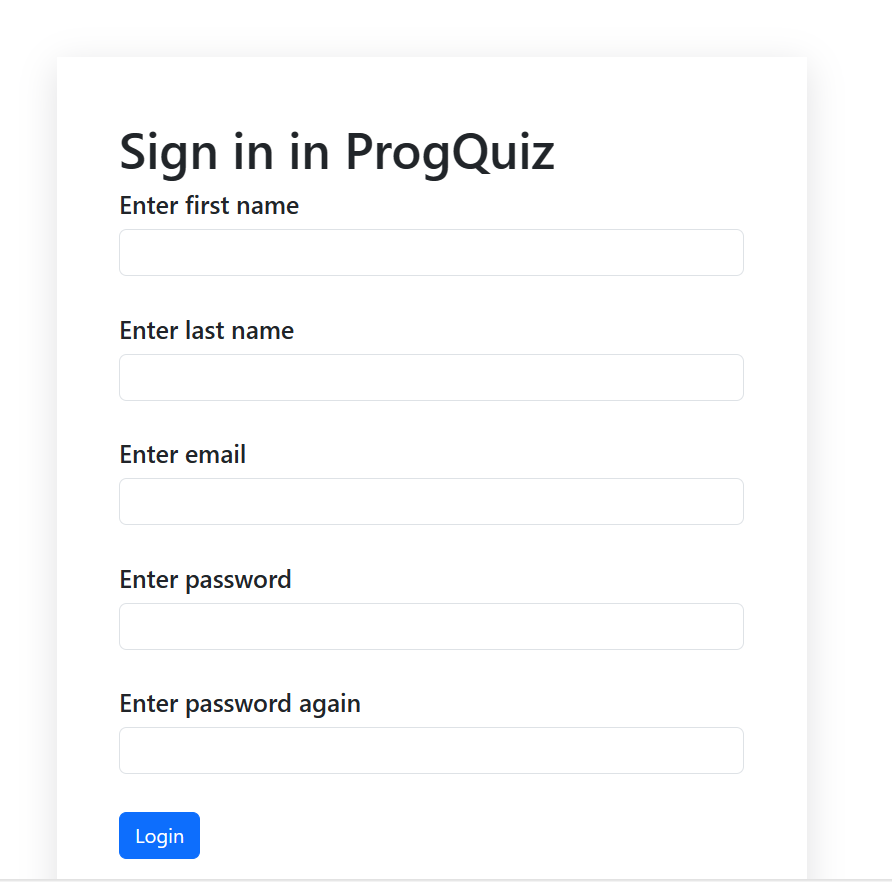 Sign in in ProgQuiz
Enter first name
Enter last name
Enter email
Enter password
Enter password again
Login